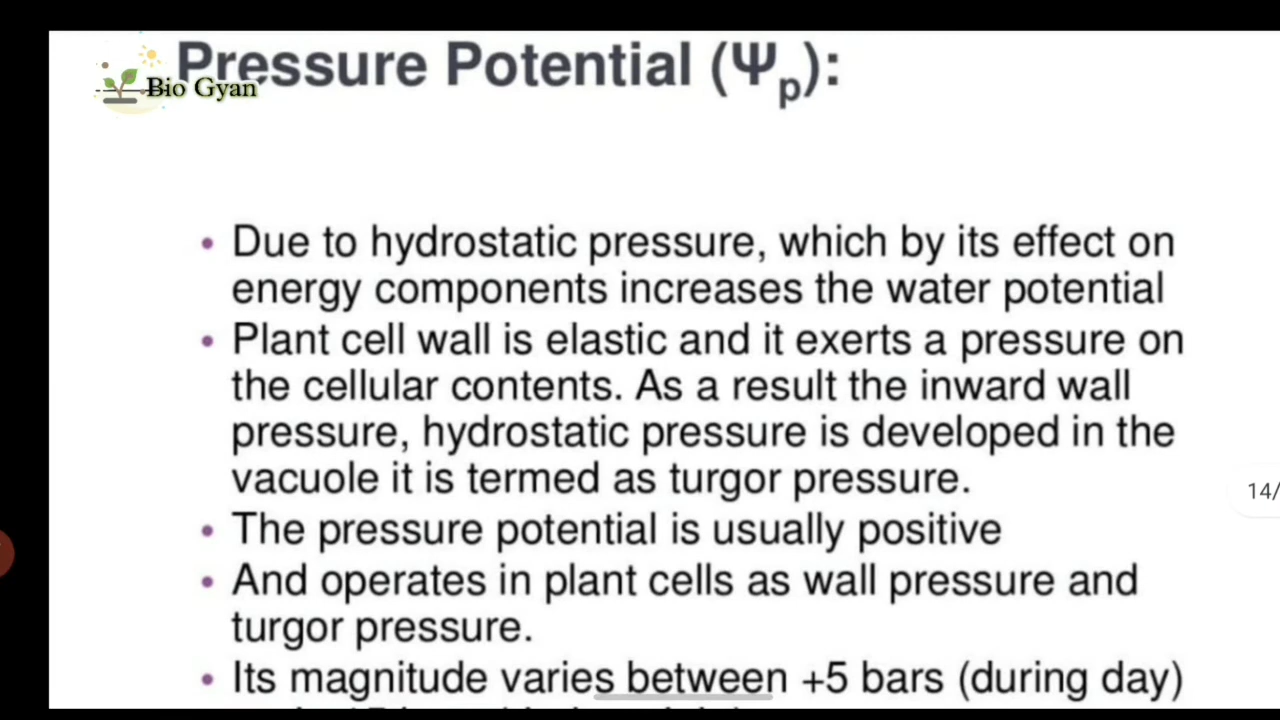 Pressure Potential (Ψp):
Bio Gyan
• Due to hydrostatic pressure, which by its effect on
energy components increases the water potential
• Plant cell wall is elastic and it exerts a pressure on
the cellular contents. As a result the inward wall
pressure, hydrostatic pressure is developed in the
vacuole it is termed as turgor pressure.
14/
• The pressure potential is usually positive
• And operates in plant cells as wall pressure and
turgor pressure.
• Its magnitude varies between +5 bars (during day)